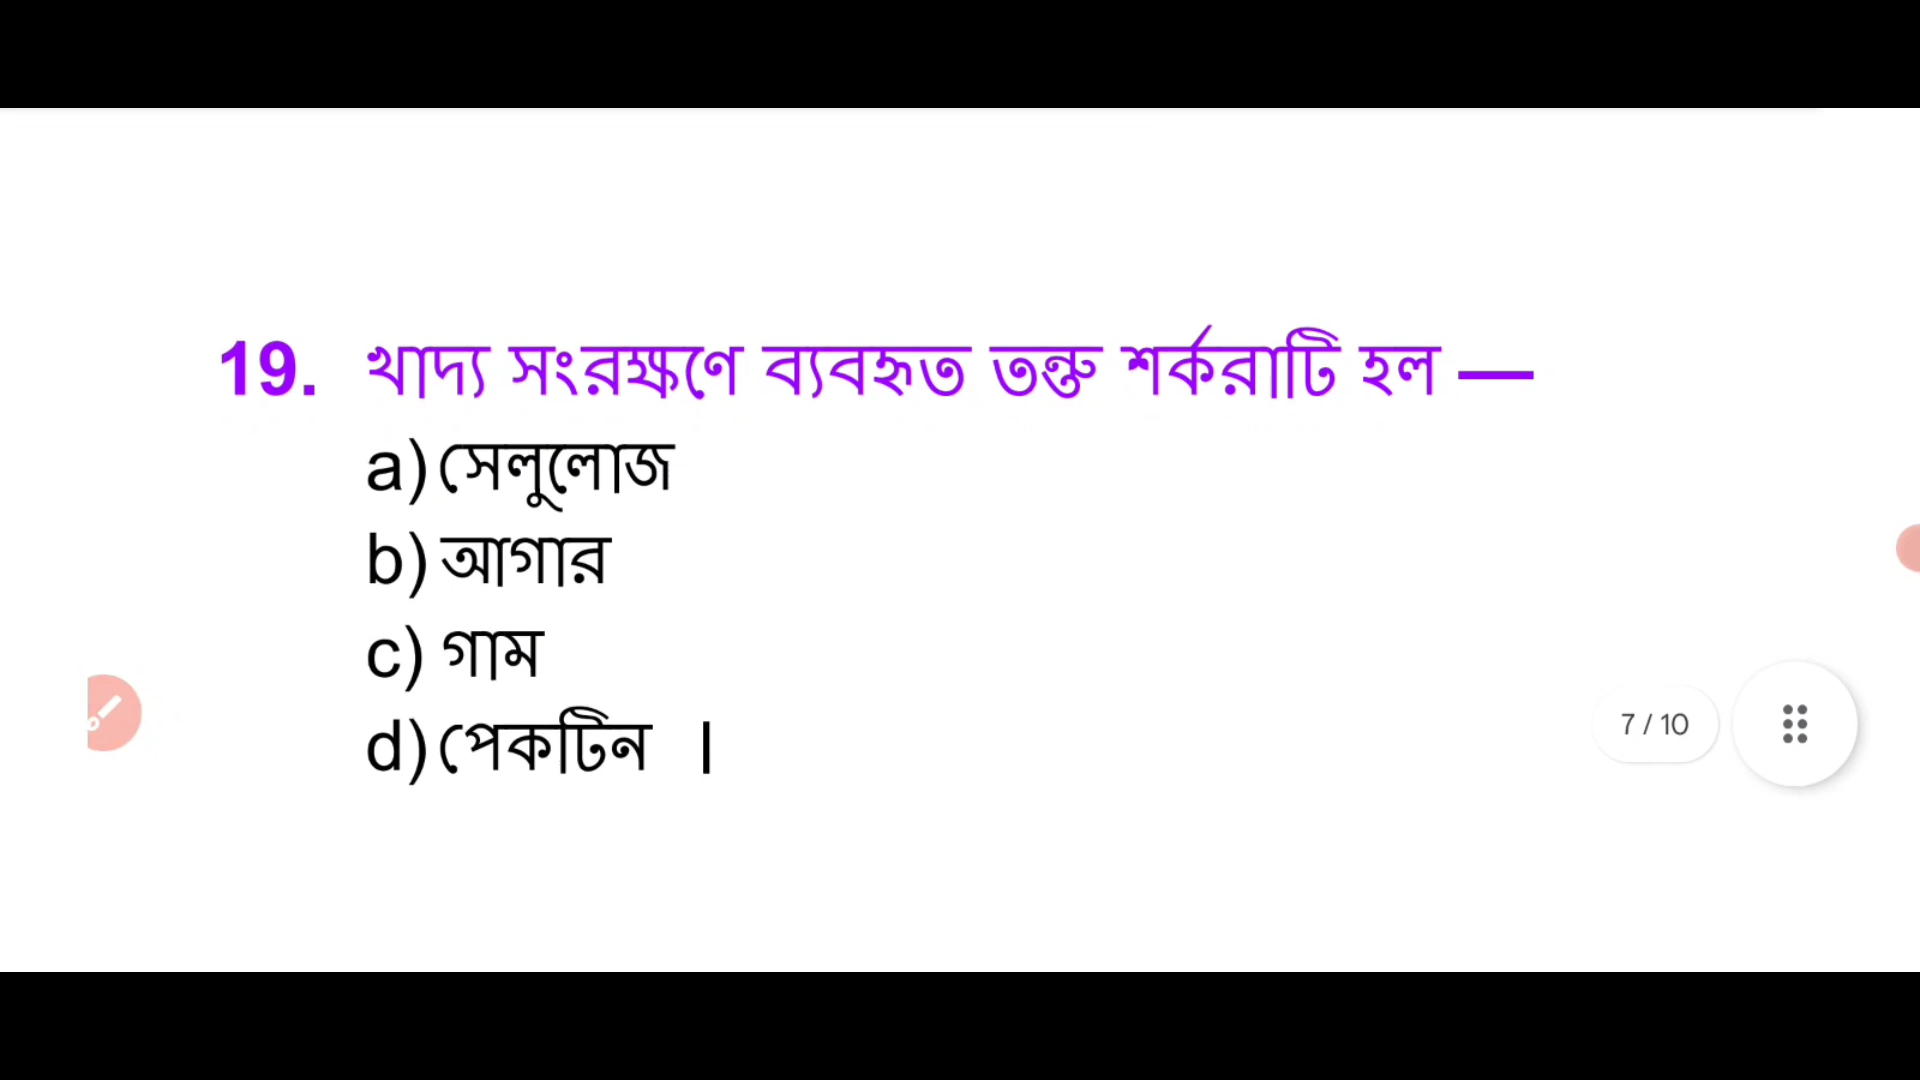 19. খাদ্য সংরক্ষণে ব্যবহৃত তন্তু শর্করাটি হল —
a) সেলুলোজ
b) আগার
c) গাম
d) পেকটিন ।
7 / 10